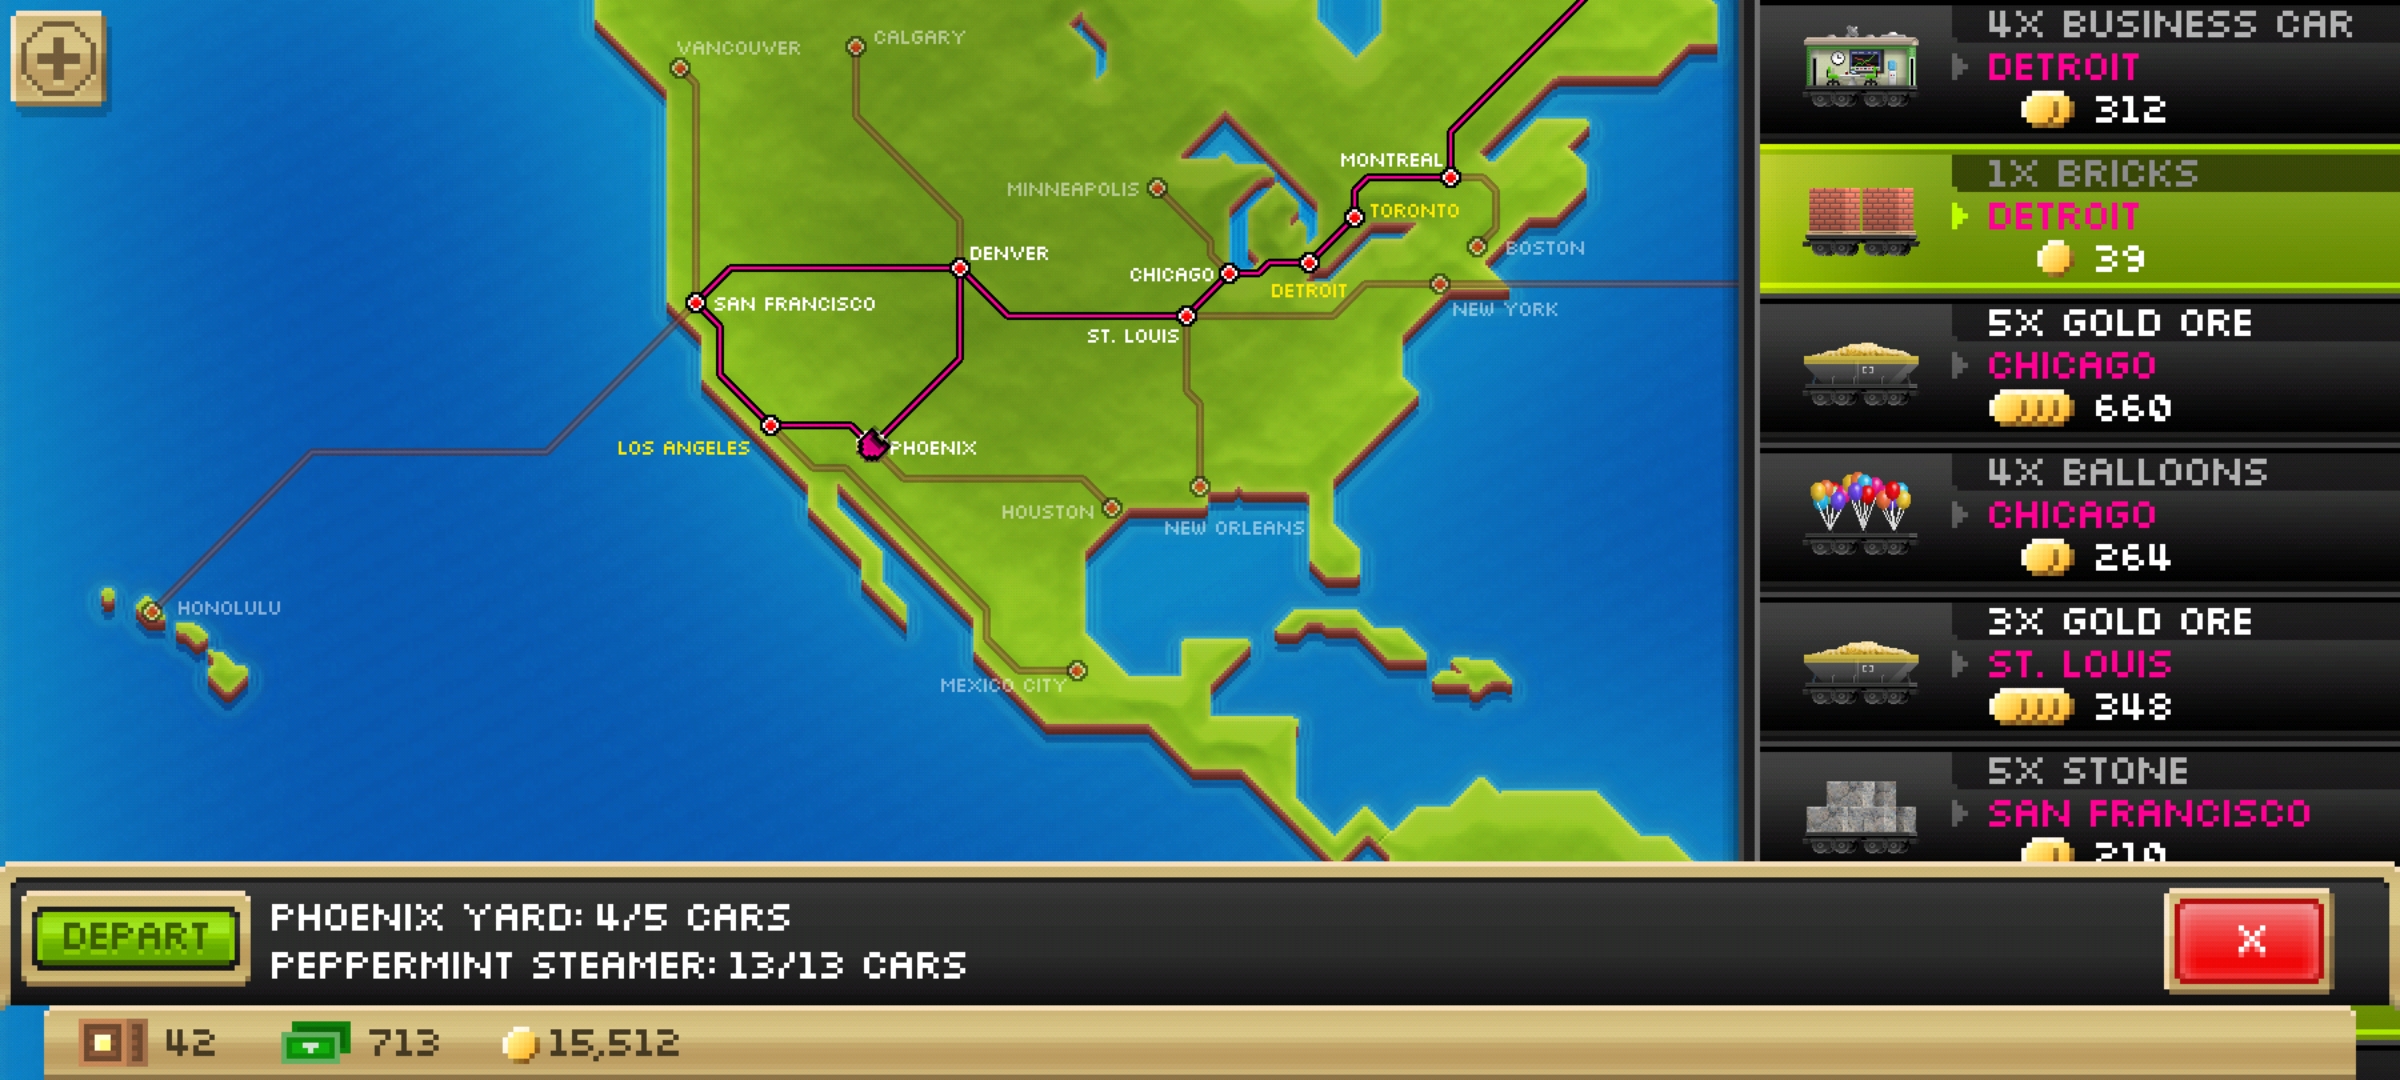 VANCOUVER
CALGARY
MINNEAPOLIS
MONTREAL
TORONTO
BOSTON
DENVER
CHICAGO
DETROIT
SAN FRANCISCO
NEW YORK
ST. LOUIS
LOS ANGELES
PHOENIX
HOUSTON
NEW ORLEANS
HONOLULU
MEXICO CITY
4X BUSINESS CAR
DETROIT
312
1X BRICKS
DETROIT
39
5X GOLD ORE
CHICAGO
660
4X BALLOONS
CHICAGO
264
3X GOLD ORE
ST. LOUIS
348
5X STONE
SAN FRANCISCO
210
DEPART
PHOENIX YARD: 4/5 CARS
PEPPERMINT STEAMER: 13/13 CARS
X
42
713
15,512